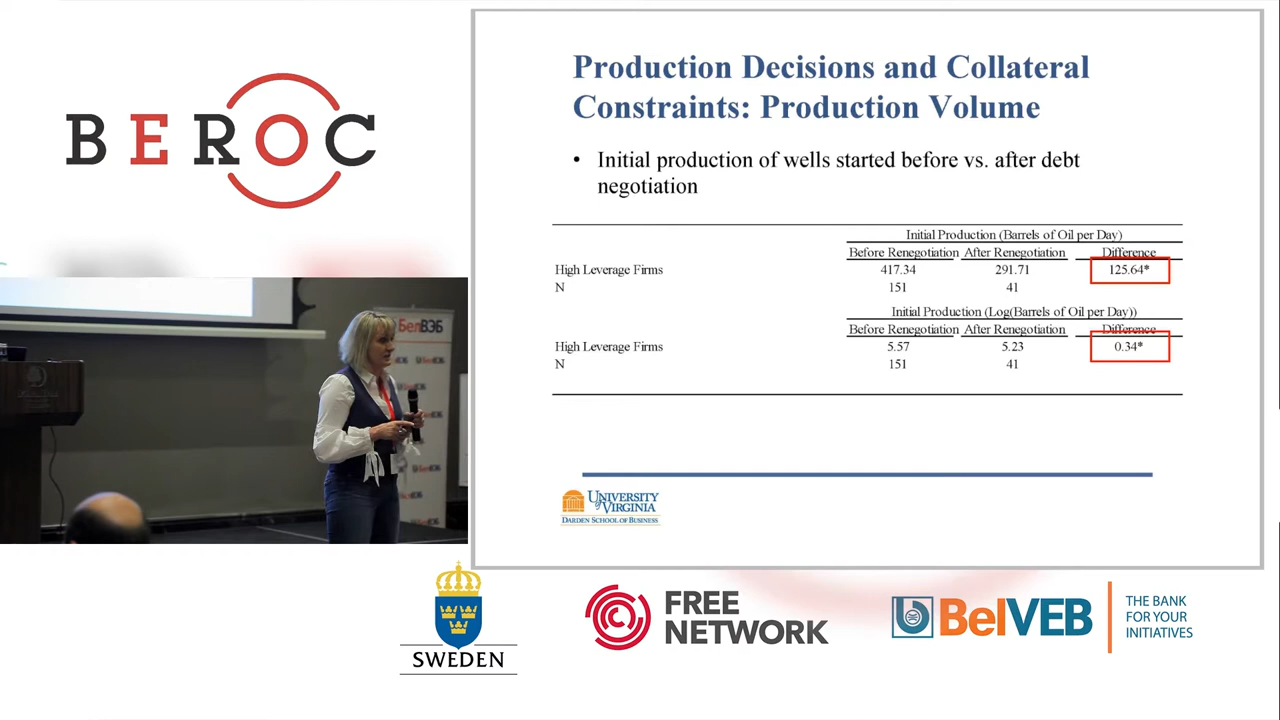 BEROC
Production Decisions and Collateral
Constraints: Production Volume
• Initial production of wells started before vs. after debt
negotiation
Initial Production (Barrels of Oil per Day)
Before Renegotiation After Renegotiation Difference
High Leverage Firms 417.34 291.71 125.64*
N 151 41
Initial Production (Log(Barrels of Oil per Day))
Before Renegotiation After Renegotiation Difference
High Leverage Firms 5.57 5.23 0.34*
N 151 41
UNIVERSITY
of VIRGINIA
DARDEN SCHOOL OF BUSINESS
БелВЭБ
SWEDEN
FREE
NETWORK
BelVEB
THE BANK
FOR YOUR
INITIATIVES